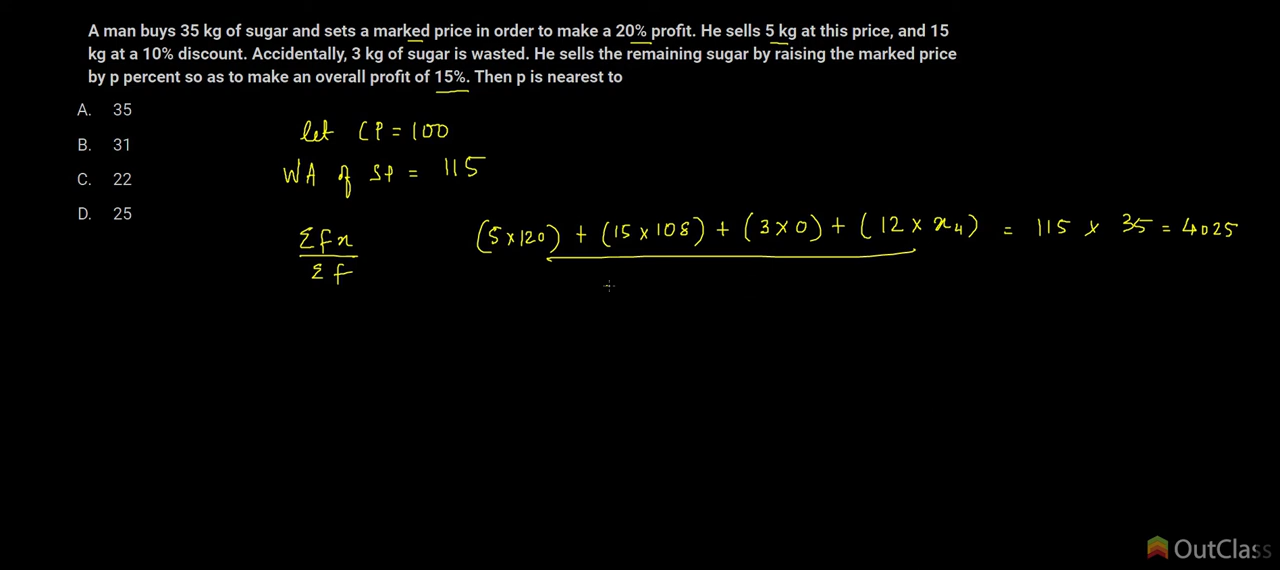 A man buys 35 kg of sugar and sets a marked price in order to make a 20% profit. He sells 5 kg at this price, and 15
kg at a 10% discount. Accidentally, 3 kg of sugar is wasted. He sells the remaining sugar by raising the marked price
by p percent so as to make an overall profit of 15%. Then p is nearest to
A. 35
B. 31
C. 22
D. 25
let CP = 100
WA of SP = 115
Σfx
Σf
(5×120) + (15×108) + (3×0) + (12×x₄) = 115 × 35 = 4025
OutClass